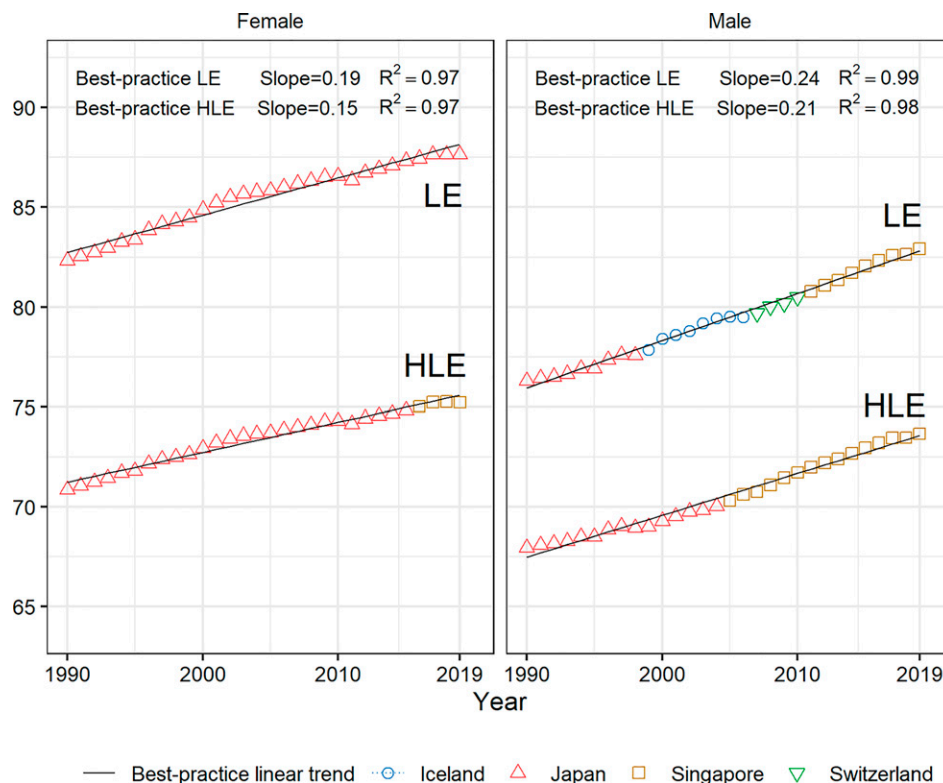 Female
Male
Best-practice LE Slope=0.19 R² = 0.97
Best-practice HLE Slope=0.15 R² = 0.97
Best-practice LE Slope=0.24 R² = 0.99
Best-practice HLE Slope=0.21 R² = 0.98
90
85
80
75
70
65
LE
HLE
LE
HLE
1990 2000 2010 2019
1990 2000 2010 2019
Year
Best-practice linear trend Iceland Japan Singapore Switzerland